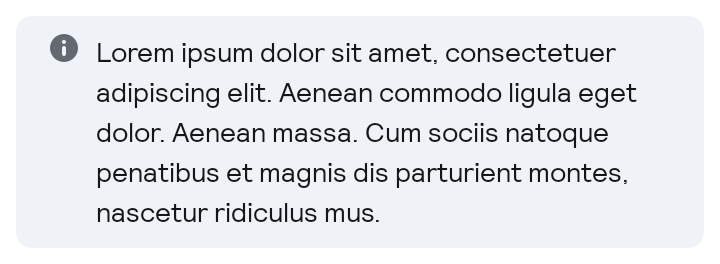 Lorem ipsum dolor sit amet, consectetuer
adipiscing elit. Aenean commodo ligula eget
dolor. Aenean massa. Cum sociis natoque
penatibus et magnis dis parturient montes,
nascetur ridiculus mus.